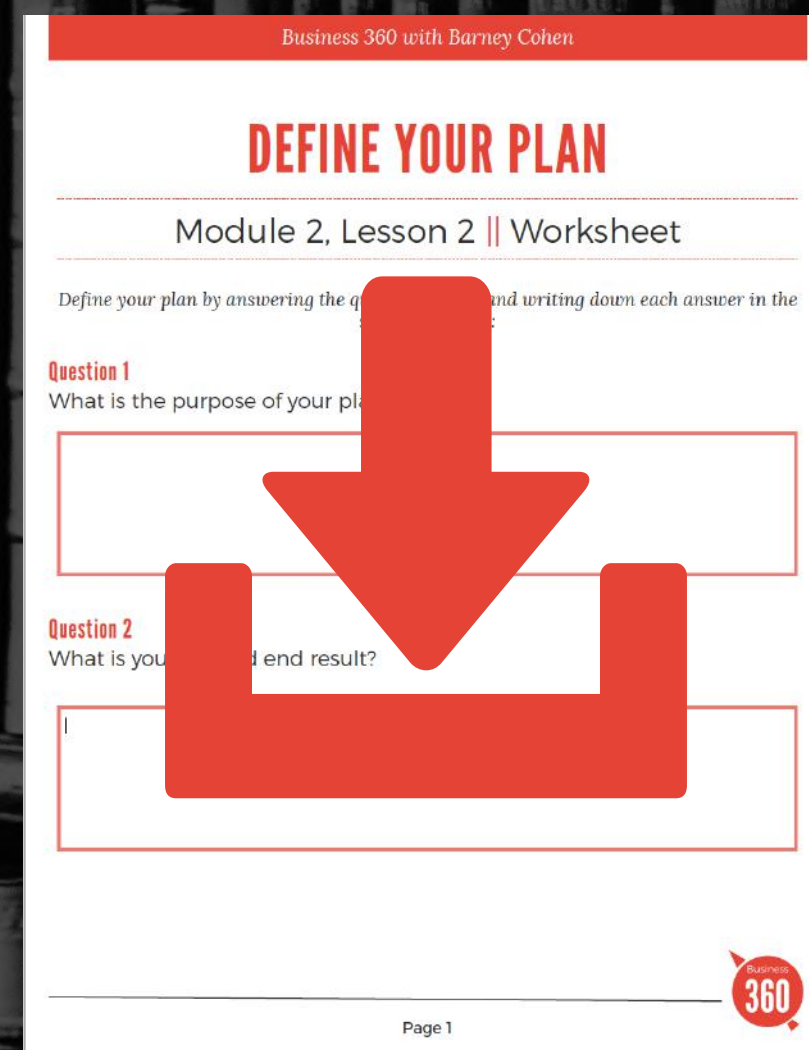 Business 360 with Barney Cohen
DEFINE YOUR PLAN
Module 2, Lesson 2 || Worksheet
Define your plan by answering the and writing down each answer in the
Question 1
What is the purpose of your
Question 2
What is end result?
Business
360
Page 1